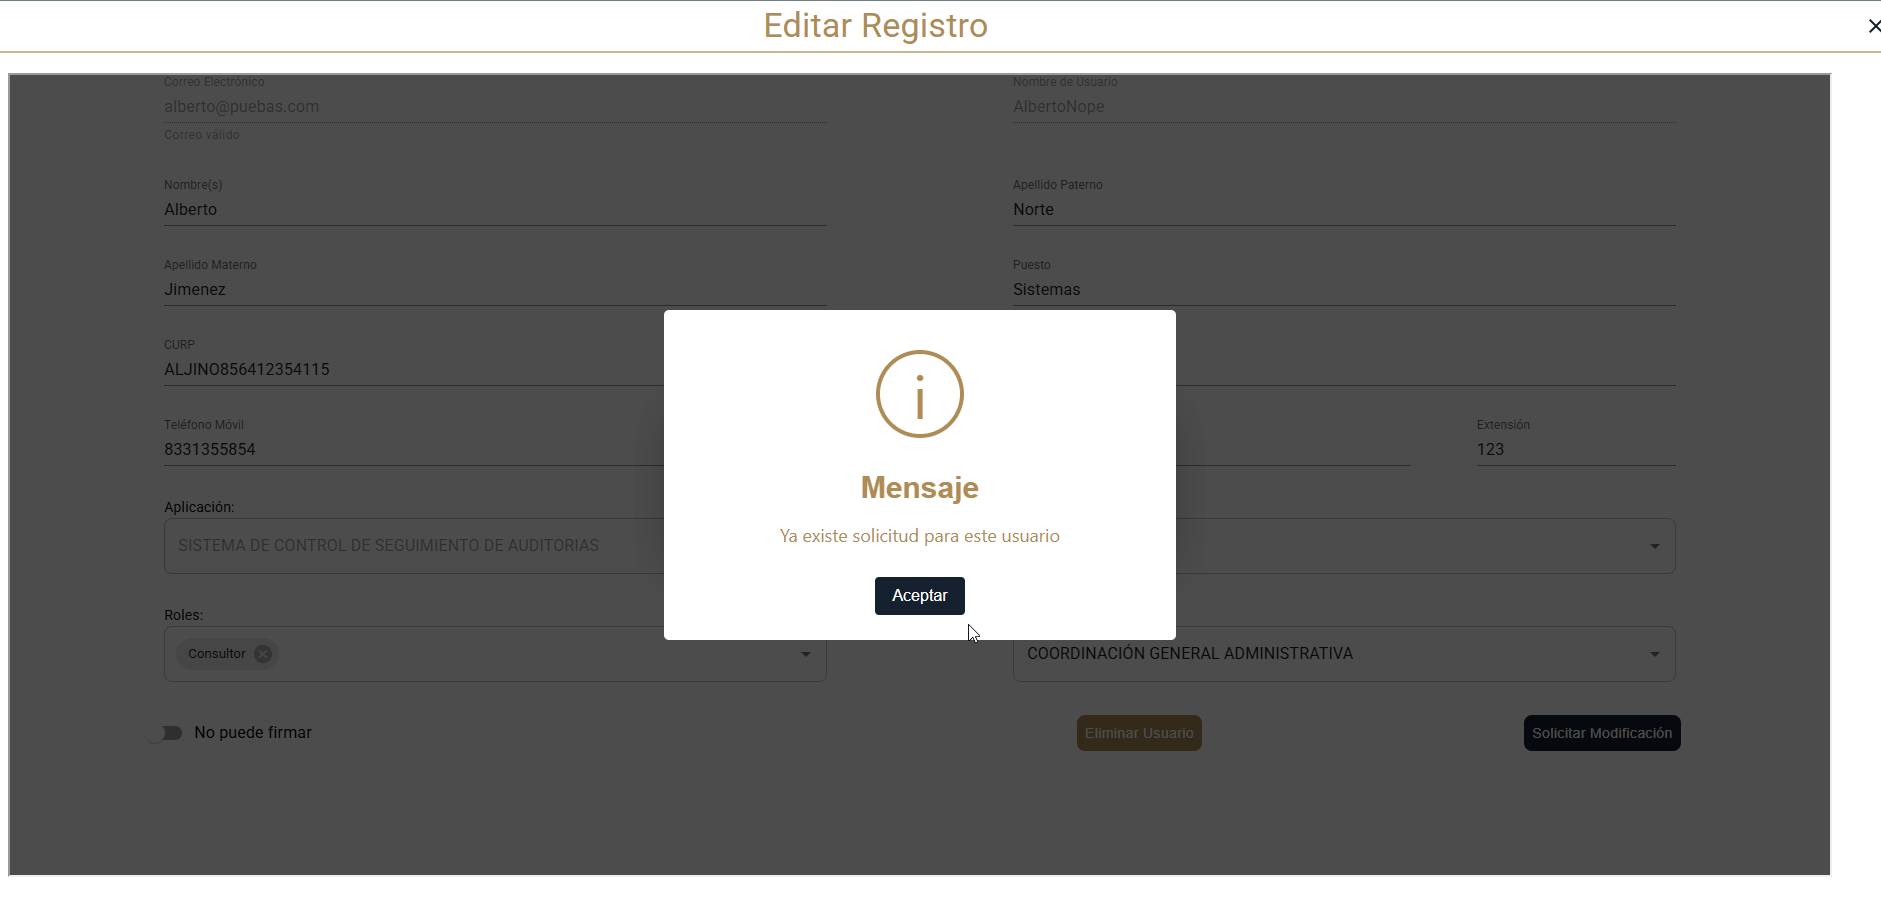 Editar Registro
Correo Electrónico
alberto@puebas.com
Correo válido
Nombre de Usuario
AlbertoNope
Nombre(s)
Alberto
Apellido Paterno
Norte
Apellido Materno
Jimenez
Puesto
Sistemas
CURP
ALJINO856412354115
Teléfono Móvil
8331355854
Extensión
123
Mensaje
Ya existe solicitud para este usuario
Aceptar
Aplicación:
SISTEMA DE CONTROL DE SEGUIMIENTO DE AUDITORIAS
Roles:
Consultor
COORDINACIÓN GENERAL ADMINISTRATIVA
No puede firmar
Eliminar Usuario
Solicitar Modificación